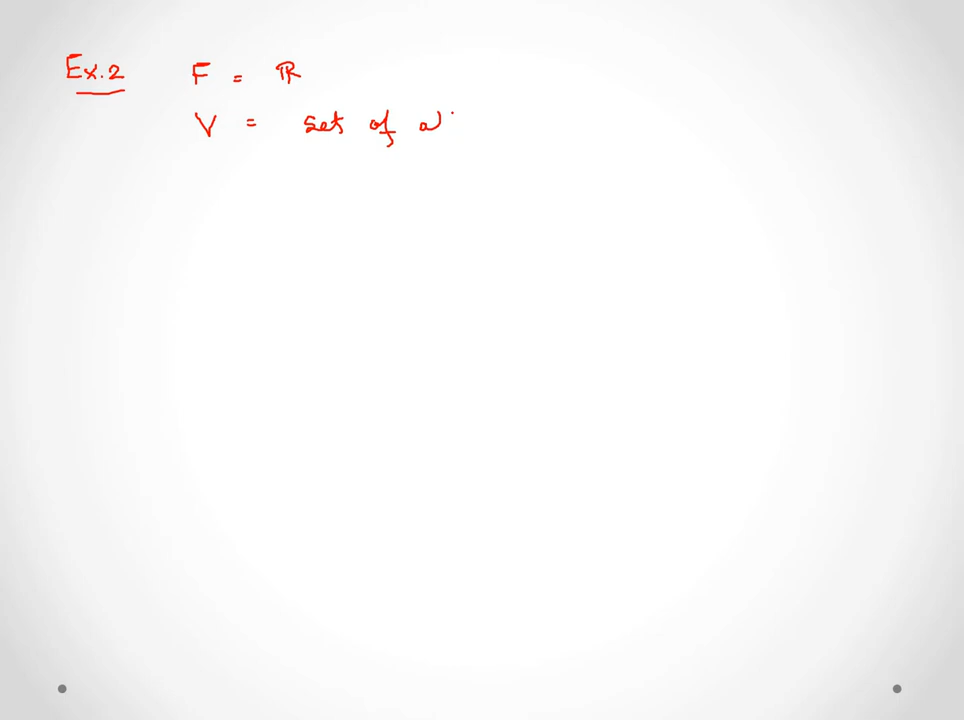 Ex.2 F = ℝ
V = set of